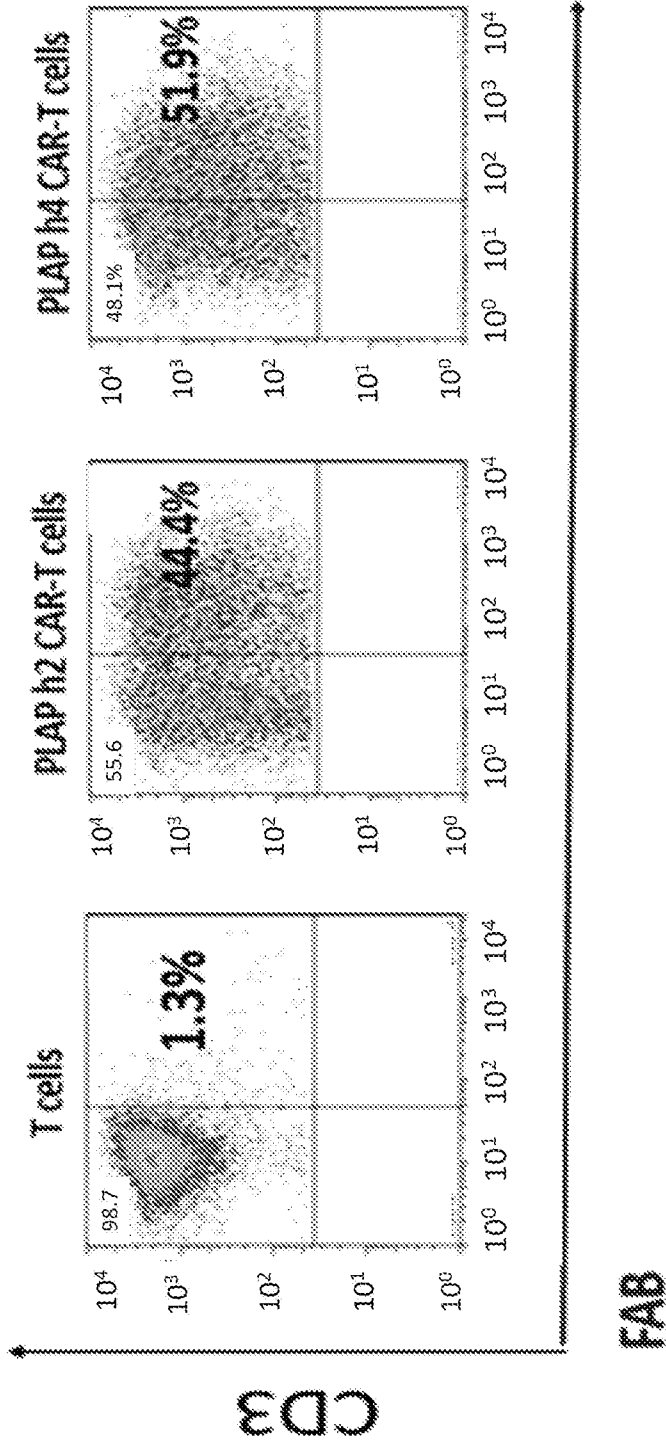 T cells
PLAP h2 CAR-T cells
PLAP h4 CAR-T cells
98.7
1.3%
55.6
44.4%
48.1%
51.9%
10⁴
10³
10²
10¹
10⁰
10⁰ 10¹ 10² 10³ 10⁴
10⁴
10³
10²
10¹
10⁰
10⁰ 10¹ 10² 10³ 10⁴
10⁴
10³
10²
10¹
10⁰
10⁰ 10¹ 10² 10³ 10⁴
CD3
FAB